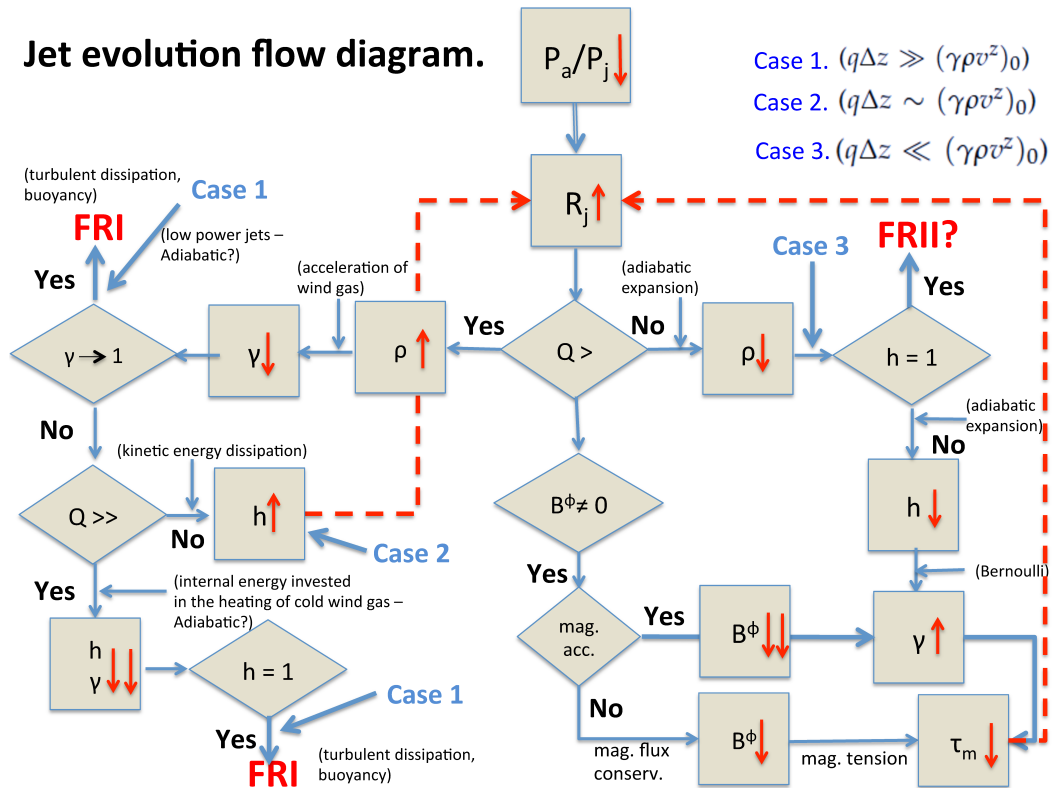 Jet evolution flow diagram.
Pa/Pj
Case 1. (qΔz ≫ (γρv^z)₀)
Case 2. (qΔz ∼ (γρv^z)₀)
Case 3. (qΔz ≪ (γρv^z)₀)
(turbulent dissipation,
buoyancy)
Case 1
FRI
(low power jets –
Adiabatic?)
Yes
Rj
Case 3
FRII?
(acceleration of
wind gas)
(adiabatic
expansion)
Yes
γ → 1
γ
ρ
Yes
Q >
No
ρ
h = 1
No
(kinetic energy dissipation)
(adiabatic
expansion)
No
Q >>
No
h
Case 2
Bᶲ≠ 0
h
Yes
(internal energy invested
in the heating of cold wind gas –
Adiabatic?)
Yes
(Bernoulli)
h
γ
h = 1
mag.
acc.
Yes
Bᶲ
γ
Case 1
No
Yes
FRI
(turbulent dissipation,
buoyancy)
mag. flux
conserv.
Bᶲ
mag. tension
τm